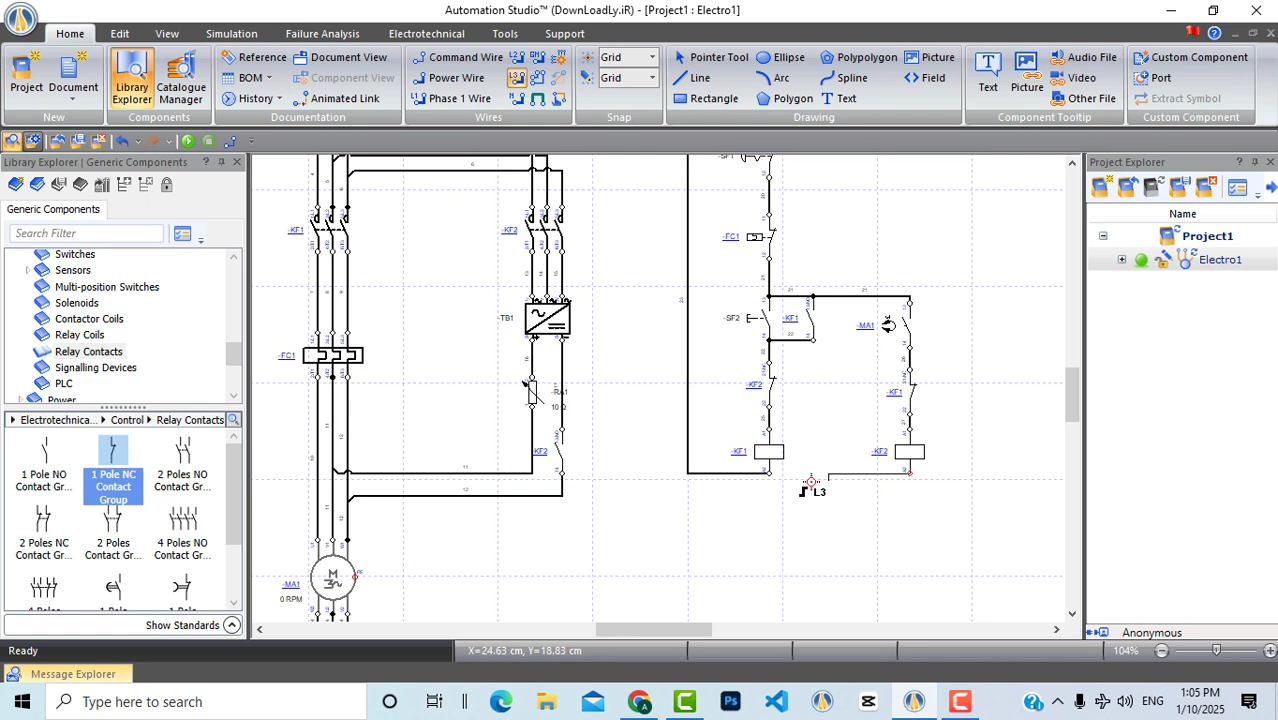 Automation Studio™ (DownLoadLy.iR) - [Project1 : Electro1]
Home Edit View Simulation Failure Analysis Electrotechnical Tools Support
Project Document
New
Library Explorer Catalogue Manager
Components
Reference Document View
BOM Component View
History Animated Link
Documentation
Command Wire
Power Wire
Phase 1 Wire
Wires
Grid
Grid
Snap
Pointer Tool Ellipse Polypolygon Picture
Line Arc Spline Field
Rectangle Polygon Text
Drawing
Text Picture Audio File
Video
Other File
Component Tooltip
Custom Component
Port
Extract Symbol
Custom Component
Library Explorer | Generic Components
Generic Components
Search Filter
Switches
Sensors
Multi-position Switches
Solenoids
Contactor Coils
Relay Coils
Relay Contacts
Signalling Devices
PLC
Power
Electrotechnica... Control Relay Contacts
1 Pole NO Contact Gr...
1 Pole NC Contact Group
2 Poles NO Contact Gr...
2 Poles NC Contact Gr...
2 Poles Contact Gr...
4 Poles NO Contact Gr...
Show Standards
-KF1
-FC1
-MA1
0 RPM
M
3
-KF2
-TB1
-RA1
10 Ω
-KF2
-SF1
-FC1
-SF2
-KF1
-MA1
-KF2
-KF1
-KF1
-KF2
L3
Project Explorer
Name
Project1
Electro1
Anonymous
Ready X=24.63 cm, Y=18.83 cm 104%
Message Explorer
Type here to search
ENG
1:05 PM
1/10/2025